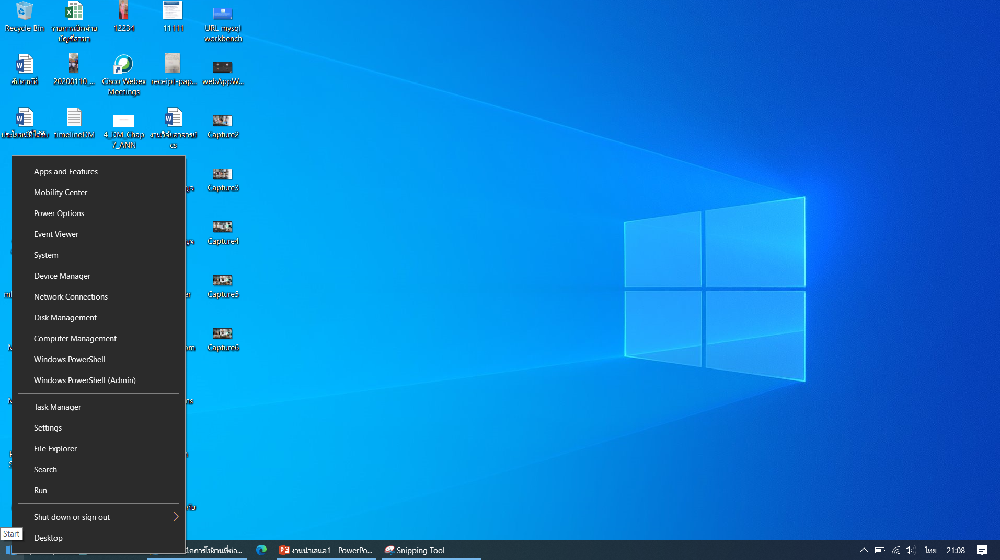 Recycle Bin
รายการเบิกจ่าย
บัญชีสาขา
12234
11111
URL mysql
workbench
สัปดาห์ที่
20200110_...
Cisco Webex
Meetings
receipt-pap...
webAppW...
ประโยชน์ที่ได้รับ
timelineDM
4_DM_Chap
7_ANN
งานวิจัยอาจารย์
cs
Capture2
Capture3
Capture4
Capture5
Capture6
Apps and Features
Mobility Center
Power Options
Event Viewer
System
Device Manager
Network Connections
Disk Management
Computer Management
Windows PowerShell
Windows PowerShell (Admin)
Task Manager
Settings
File Explorer
Search
Run
Shut down or sign out
Desktop
Start
นิคการใช้งานที่ซ่อ...
งานนำเสนอ1 - PowerPo...
Snipping Tool
ไทย
21:08